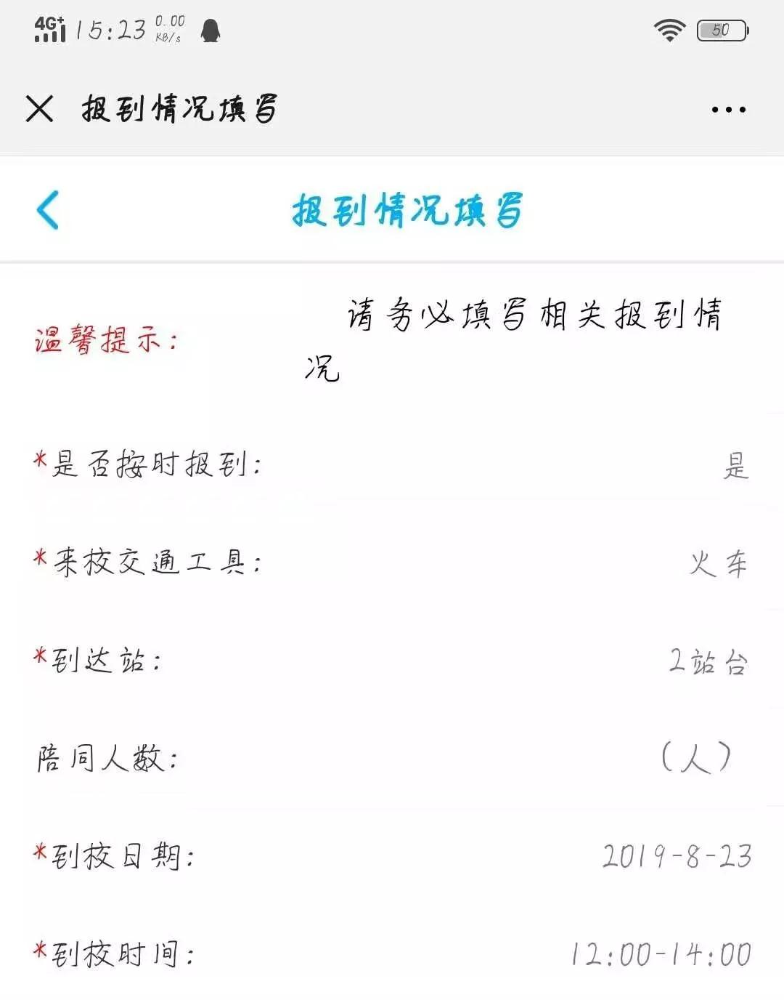 4G+ 15:23 0.00 KB/s 50
报到情况填写
报到情况填写
温馨提示: 请务必填写相关报到情
况
*是否按时报到: 是
*来校交通工具: 火车
*到达站: 2站台
陪同人数: (人)
*到校日期: 2019-8-23
*到校时间: 12:00-14:00